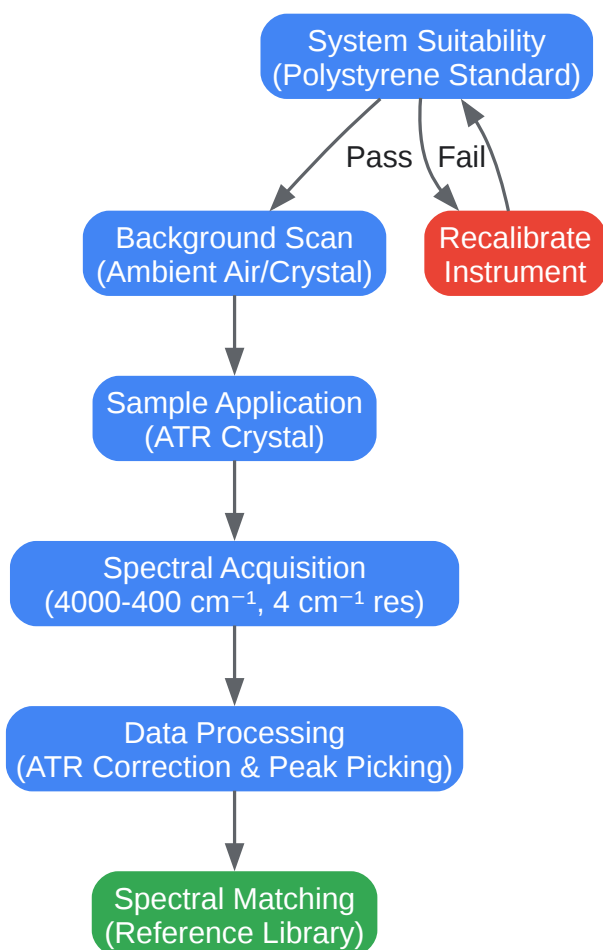 System Suitability
(Polystyrene Standard)
Pass
Fail
Background Scan
(Ambient Air/Crystal)
Recalibrate
Instrument
Sample Application
(ATR Crystal)
Spectral Acquisition
(4000-400 cm⁻¹, 4 cm⁻¹ res)
Data Processing
(ATR Correction & Peak Picking)
Spectral Matching
(Reference Library)